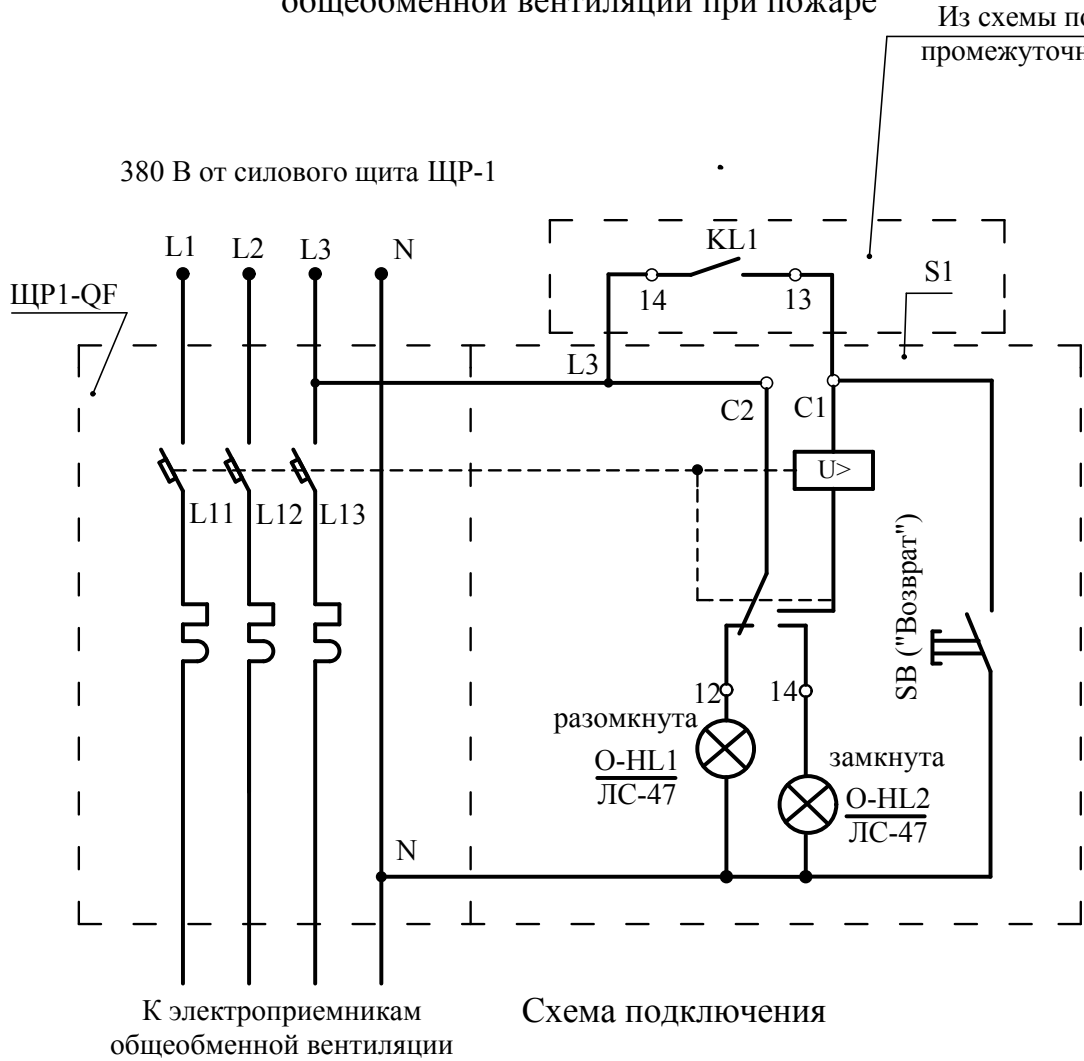 общеобменной вентиляции при пожаре
Из схемы
380 В от силового щита ЩР-1
L1
L2
L3
N
KL1
14
13
S1
ЩР1-QF
L3
C2
C1
U>
L11
L12
L13
SB ("Возврат")
12
14
разомкнута
O-HL1
ЛС-47
замкнута
O-HL2
ЛС-47
N
К электроприемникам
общеобменной вентиляции
Схема подключения